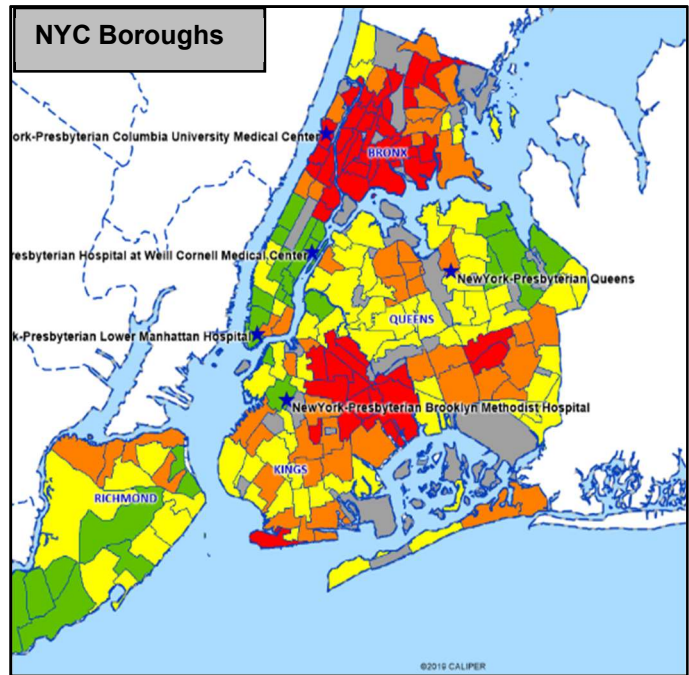 NYC Boroughs
ork-Presbyterian Columbia University Medical Center
BRONX
resbyterian Hospital at Weill Cornell Medical Center
NewYork-Presbyterian Queens
QUEENS
k-Presbyterian Lower Manhattan Hospital
NewYork-Presbyterian Brooklyn Methodist Hospital
KINGS
RICHMOND
©2019 CALIPER